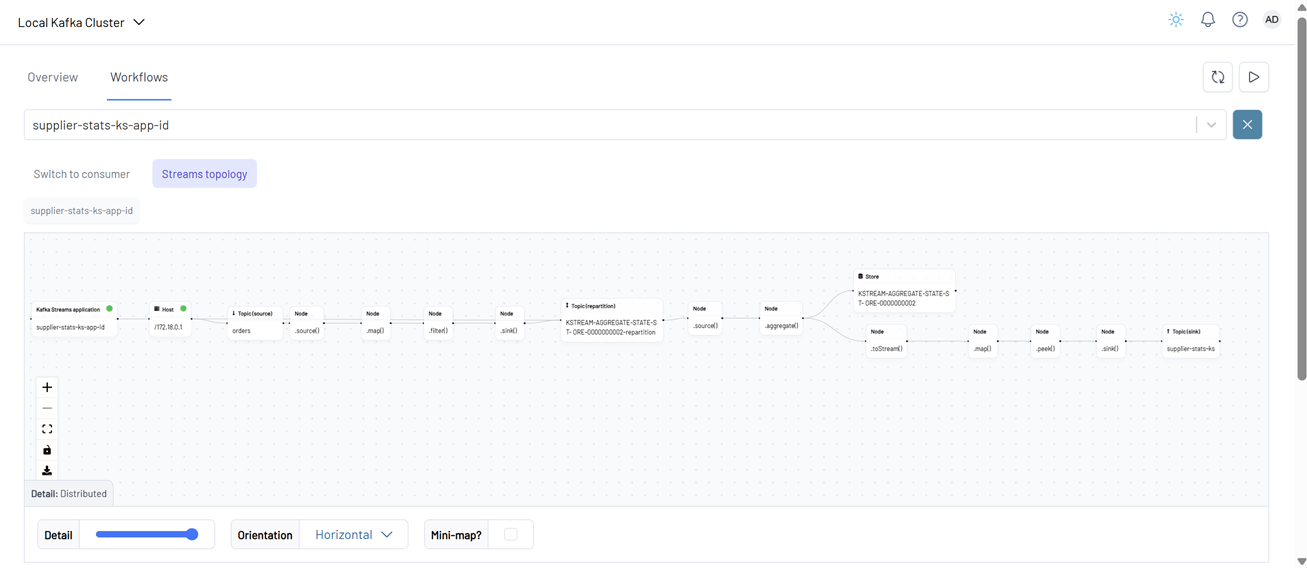 Local Kafka Cluster
AD
Overview
Workflows
supplier-stats-ks-app-id
Switch to consumer
Streams topology
supplier-stats-ks-app-id
Kafka Streams application
supplier-stats-ks-app-id
Host
/172.18.0.1
Topic (source)
orders
Node
.source()
Node
.map()
Node
.filter()
Node
.sink()
Topic (repartition)
KSTREAM-AGGREGATE-STATE-S
T- ORE-0000000002-repartition
Node
.source()
Node
.aggregate()
Store
KSTREAM-AGGREGATE-STATE-S
T- ORE-0000000002
Node
.toStream()
Node
.map()
Node
.peek()
Node
.sink()
Topic (sink)
supplier-stats-ks
Detail: Distributed
Detail
Orientation
Horizontal
Mini-map?